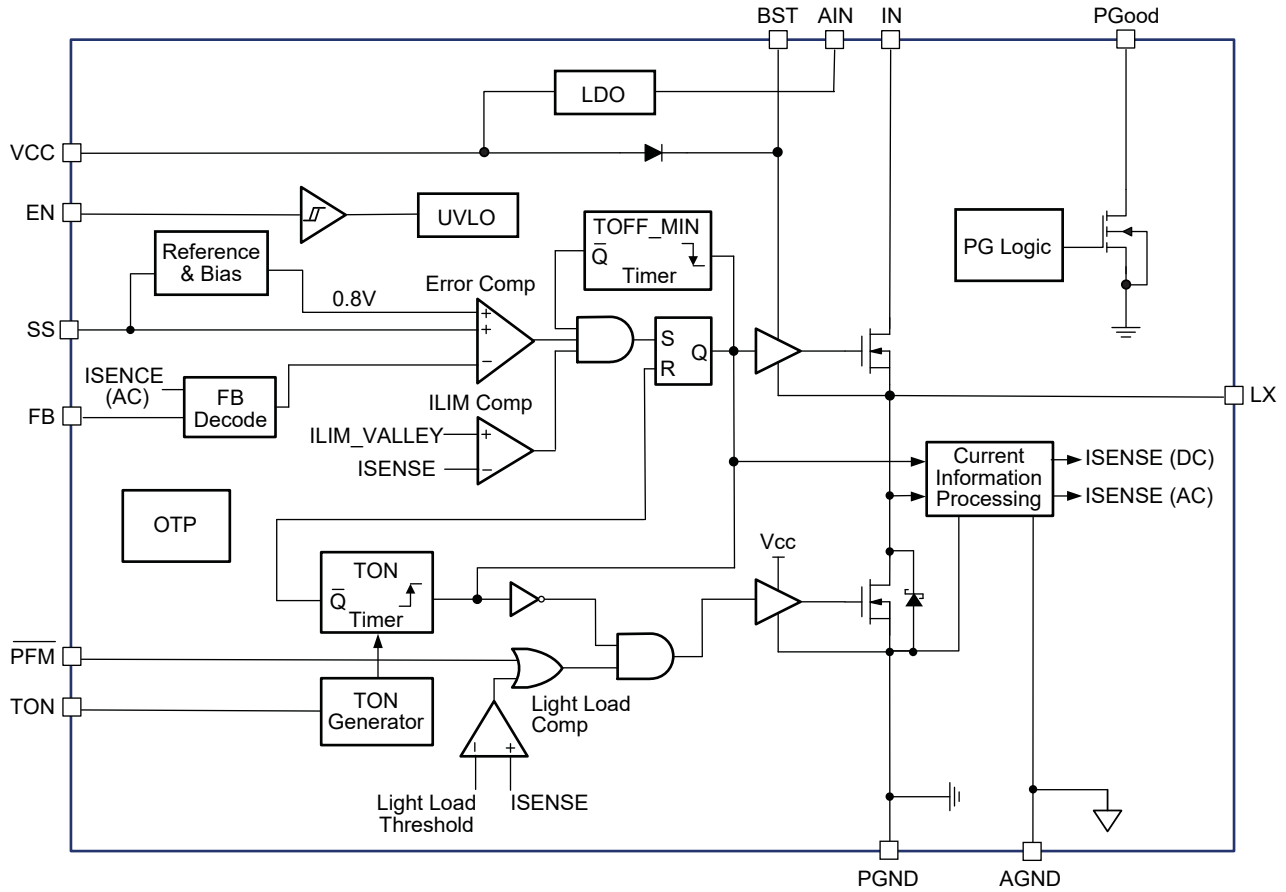 BST
AIN
IN
PGood
LDO
VCC
EN
UVLO
TOFF_MIN
Q̅
Timer
PG Logic
Reference
& Bias
Error Comp
0.8V
SS
+
+
−
S
R
Q
ISENCE
(AC)
FB
FB
Decode
ILIM Comp
ILIM_VALLEY
+
ISENSE
−
LX
Current
Information
Processing
ISENSE (DC)
ISENSE (AC)
OTP
Vcc
TON
Q̅
Timer
P̅F̅M̅
TON
TON
Generator
Light Load
Comp
−
+
Light Load
Threshold
ISENSE
PGND
AGND